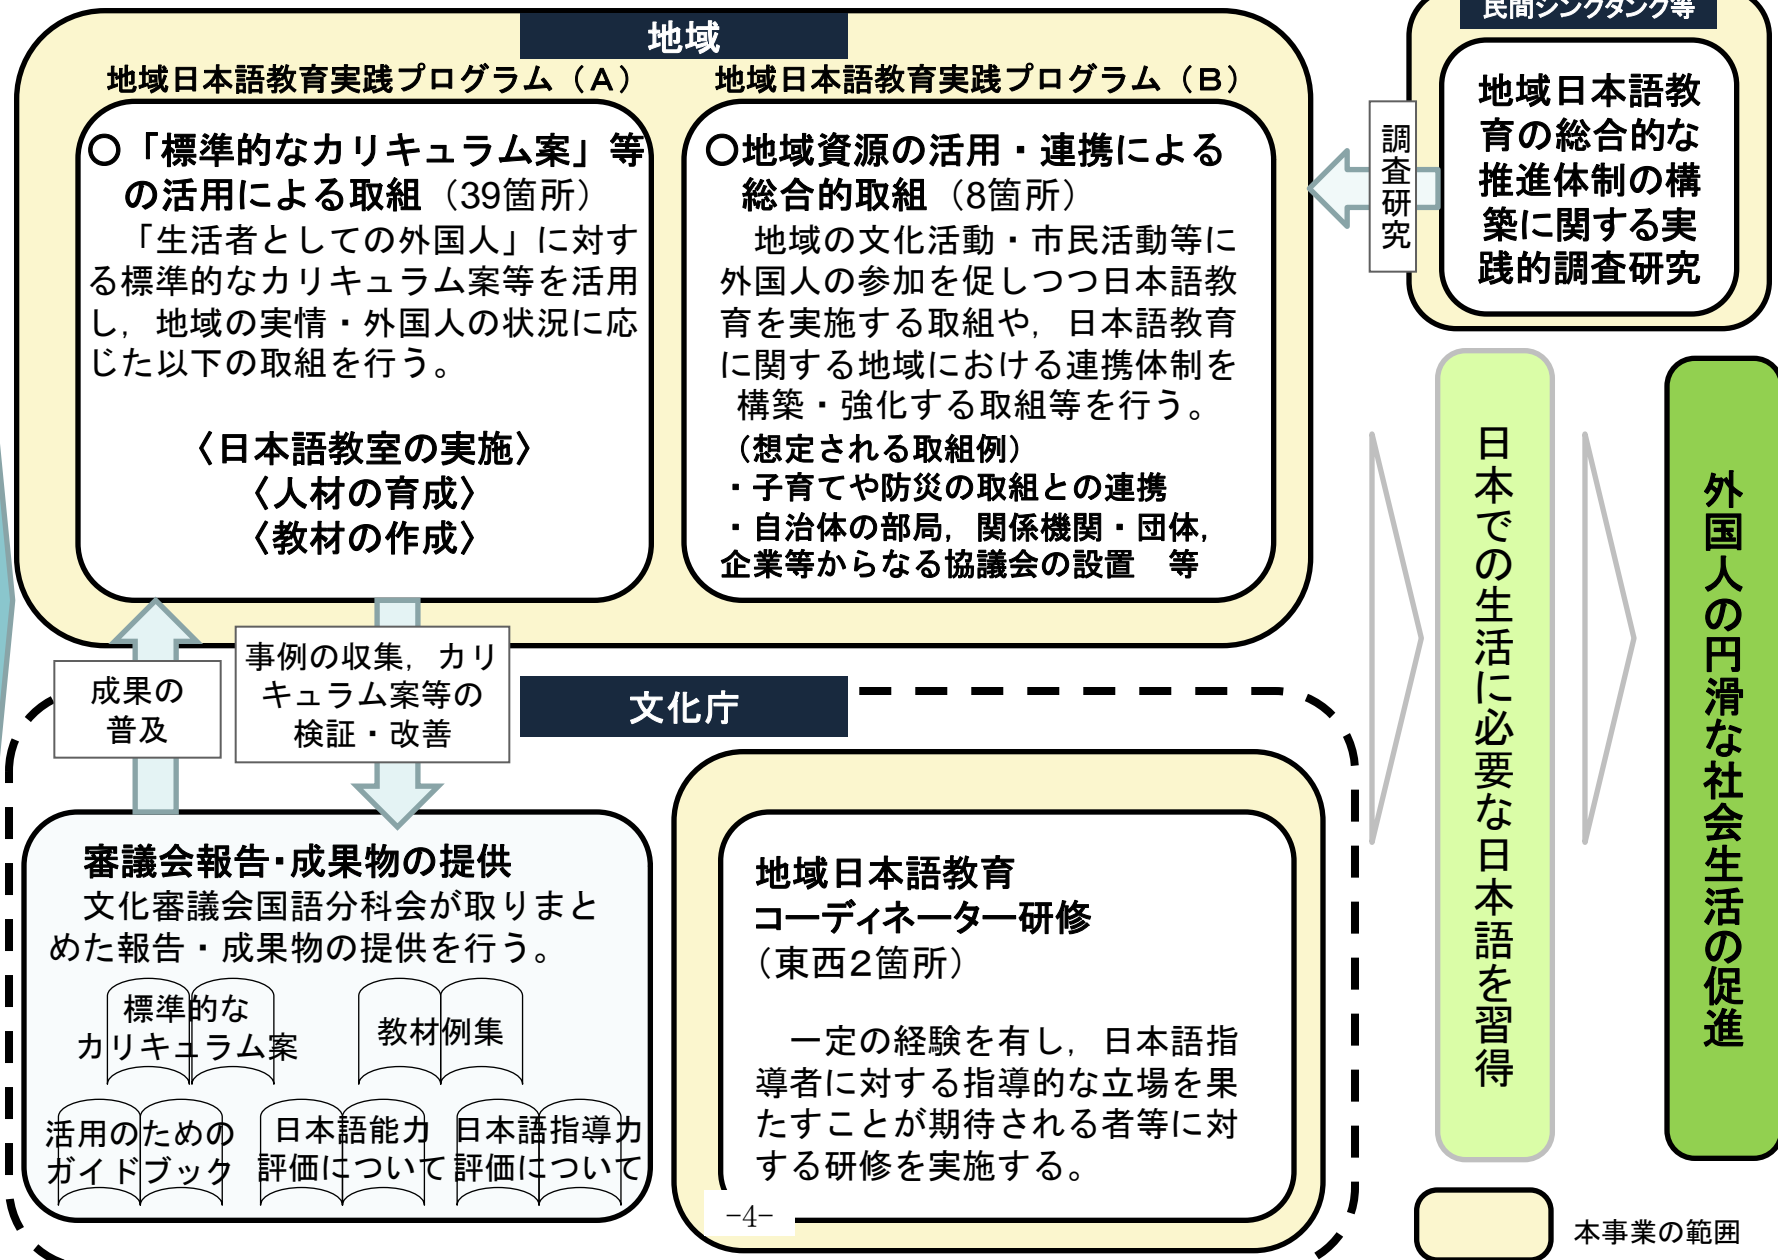 地域
地域日本語教育実践プログラム（Ａ）
○「標準的なカリキュラム案」等
の活用による取組（39箇所）
「生活者としての外国人」に対す
る標準的なカリキュラム案等を活用
し，地域の実情・外国人の状況に応
じた以下の取組を行う。
〈日本語教室の実施〉
〈人材の育成〉
〈教材の作成〉
地域日本語教育実践プログラム（Ｂ）
○地域資源の活用・連携による
総合的取組（8箇所）
地域の文化活動・市民活動等に
外国人の参加を促しつつ日本語教
育を実施する取組や，日本語教育
に関する地域における連携体制を
構築・強化する取組等を行う。
（想定される取組例）
・子育てや防災の取組との連携
・自治体の部局，関係機関・団体，
企業等からなる協議会の設置　等
民間シンクタンク等
地域日本語教
育の総合的な
推進体制の構
築に関する実
践的調査研究
調査研究
成果の
普及
事例の収集，カリ
キュラム案等の
検証・改善
文化庁
審議会報告・成果物の提供
文化審議会国語分科会が取りまと
めた報告・成果物の提供を行う。
標準的な
カリキュラム案
教材例集
活用のための
ガイドブック
日本語能力
評価について
日本語指導力
評価について
地域日本語教育
コーディネーター研修
（東西２箇所）
一定の経験を有し，日本語指
導者に対する指導的な立場を果
たすことが期待される者等に対
する研修を実施する。
日本での生活に必要な日本語を習得
外国人の円滑な社会生活の促進
本事業の範囲
-4-